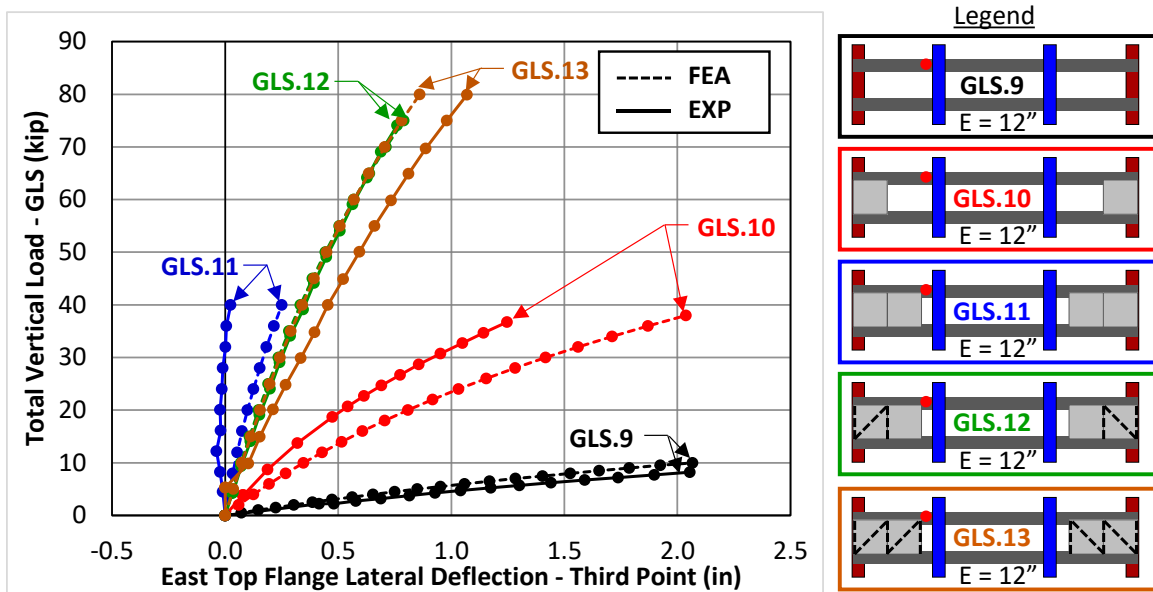 Total Vertical Load - GLS (kip)
90
80
70
60
50
40
30
20
10
0
-0.5
0.0
0.5
1.0
1.5
2.0
2.5
East Top Flange Lateral Deflection - Third Point (in)
GLS.12
GLS.13
GLS.11
GLS.10
GLS.9
FEA
EXP
Legend
GLS.9
E = 12”
GLS.10
E = 12”
GLS.11
E = 12”
GLS.12
E = 12”
GLS.13
E = 12”